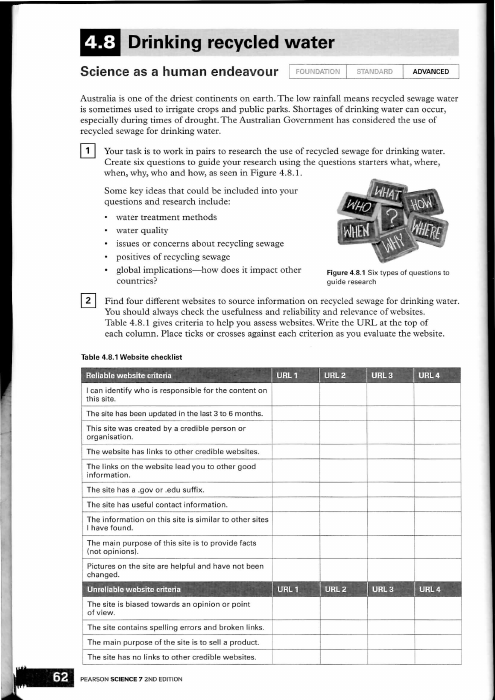 4.8 Drinking recycled water
Science as a human endeavour
FOUNDATION STANDARD ADVANCED
Australia is one of the driest continents on earth. The low rainfall means recycled sewage water
is sometimes used to irrigate crops and public parks. Shortages of drinking water can occur,
especially during times of drought. The Australian Government has considered the use of
recycled sewage for drinking water.
1 Your task is to work in pairs to research the use of recycled sewage for drinking water.
Create six questions to guide your research using the questions starters what, where,
when, why, who and how, as seen in Figure 4.8.1.
Some key ideas that could be included into your
questions and research include:
• water treatment methods
• water quality
• issues or concerns about recycling sewage
• positives of recycling sewage
• global implications—how does it impact other
countries?
WHAT
WHO
HOW
?
WHEN
WHERE
WHY
Figure 4.8.1 Six types of questions to
guide research
2 Find four different websites to source information on recycled sewage for drinking water.
You should always check the usefulness and reliability and relevance of websites.
Table 4.8.1 gives criteria to help you assess websites. Write the URL at the top of
each column. Place ticks or crosses against each criterion as you evaluate the website.
Table 4.8.1 Website checklist
Reliable website criteria URL 1 URL 2 URL 3 URL 4
I can identify who is responsible for the content on
this site.
The site has been updated in the last 3 to 6 months.
This site was created by a credible person or
organisation.
The website has links to other credible websites.
The links on the website lead you to other good
information.
The site has a .gov or .edu suffix.
The site has useful contact information.
The information on this site is similar to other sites
I have found.
The main purpose of this site is to provide facts
(not opinions).
Pictures on the site are helpful and have not been
changed.
Unreliable website criteria URL 1 URL 2 URL 3 URL 4
The site is biased towards an opinion or point
of view.
The site contains spelling errors and broken links.
The main purpose of the site is to sell a product.
The site has no links to other credible websites.
62 PEARSON SCIENCE 7 2ND EDITION